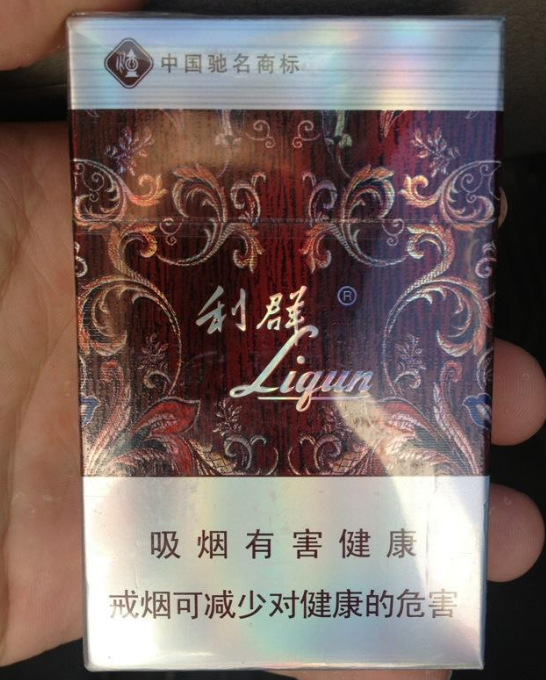 中国驰名商标
利群®
Liqun
吸烟有害健康
戒烟可减少对健康的危害